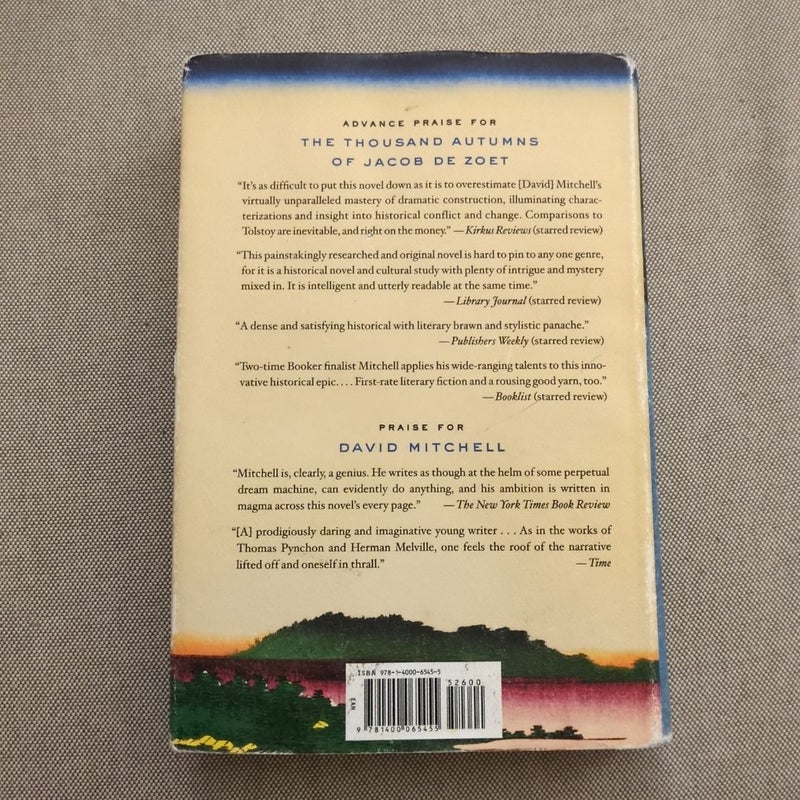 ADVANCE PRAISE FOR
THE THOUSAND AUTUMNS
OF JACOB DE ZOET
“It’s as difficult to put this novel down as it is to overestimate [David] Mitchell’s
virtually unparalleled mastery of dramatic construction, illuminating charac-
terizations and insight into historical conflict and change. Comparisons to
Tolstoy are inevitable, and right on the money.” —Kirkus Reviews (starred review)
“This painstakingly researched and original novel is hard to pin to any one genre,
for it is a historical novel and cultural study with plenty of intrigue and mystery
mixed in. It is intelligent and utterly readable at the same time.”
—Library Journal (starred review)
“A dense and satisfying historical with literary brawn and stylistic panache.”
—Publishers Weekly (starred review)
“Two-time Booker finalist Mitchell applies his wide-ranging talents to this inno-
vative historical epic. . . . First-rate literary fiction and a rousing good yarn, too.”
—Booklist (starred review)
PRAISE FOR
DAVID MITCHELL
“Mitchell is, clearly, a genius. He writes as though at the helm of some perpetual
dream machine, can evidently do anything, and his ambition is written in
magma across this novel’s every page.” —The New York Times Book Review
“[A] prodigiously daring and imaginative young writer . . . As in the works of
Thomas Pynchon and Herman Melville, one feels the roof of the narrative
lifted off and oneself in thrall.” —Time
ISBN 978-1-4000-6545-5
52600
EAN
9 781400 065455